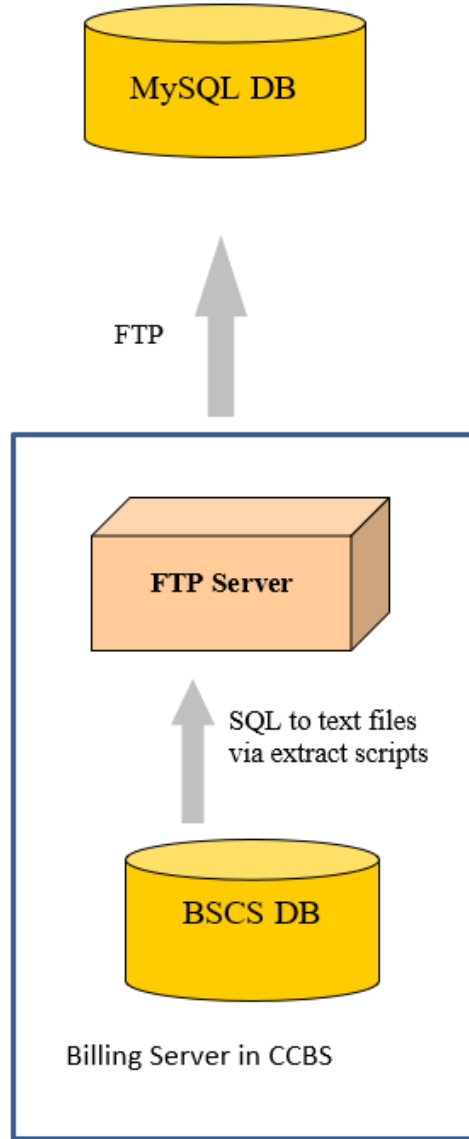 MySQL DB
FTP
FTP Server
SQL to text files
via extract scripts
BSCS DB
Billing Server in CCBS